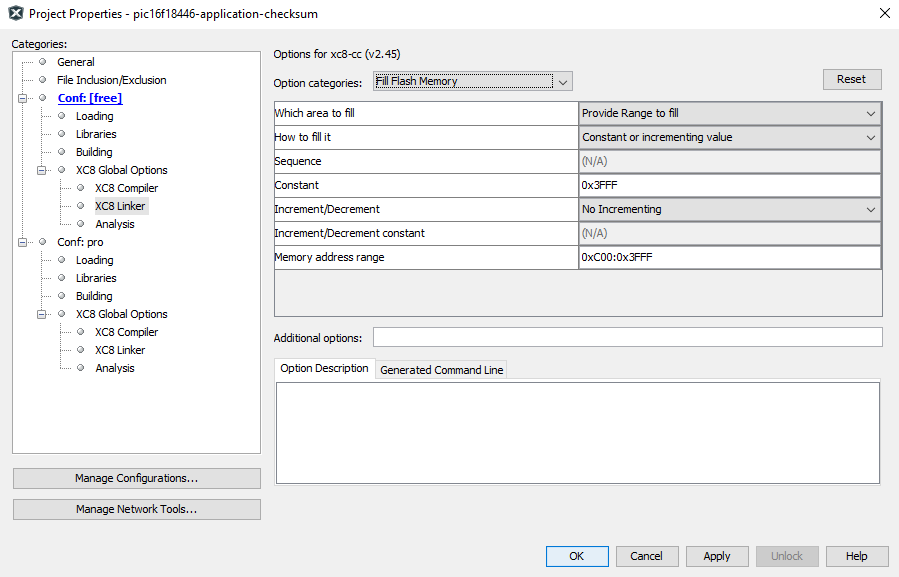 Project Properties - pic16f18446-application-checksum
Categories:
General
File Inclusion/Exclusion
Conf: [free]
Loading
Libraries
Building
XC8 Global Options
XC8 Compiler
XC8 Linker
Analysis
Conf: pro
Loading
Libraries
Building
XC8 Global Options
XC8 Compiler
XC8 Linker
Analysis
Manage Configurations...
Manage Network Tools...
Options for xc8-cc (v2.45)
Option categories: Fill Flash Memory Reset
Which area to fill Provide Range to fill
How to fill it Constant or incrementing value
Sequence (N/A)
Constant 0x3FFF
Increment/Decrement No Incrementing
Increment/Decrement constant (N/A)
Memory address range 0xC00:0x3FFF
Additional options:
Option Description Generated Command Line
OK Cancel Apply Unlock Help